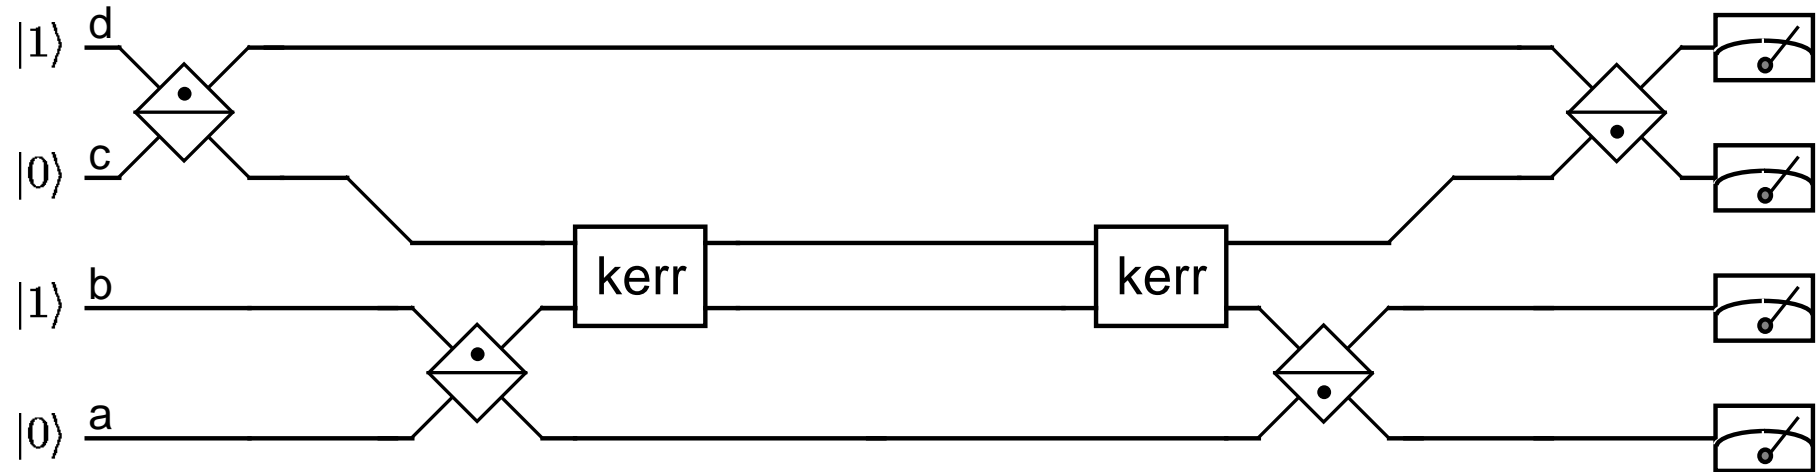 |1⟩ d
|0⟩ c
kerr kerr
|1⟩ b
|0⟩ a